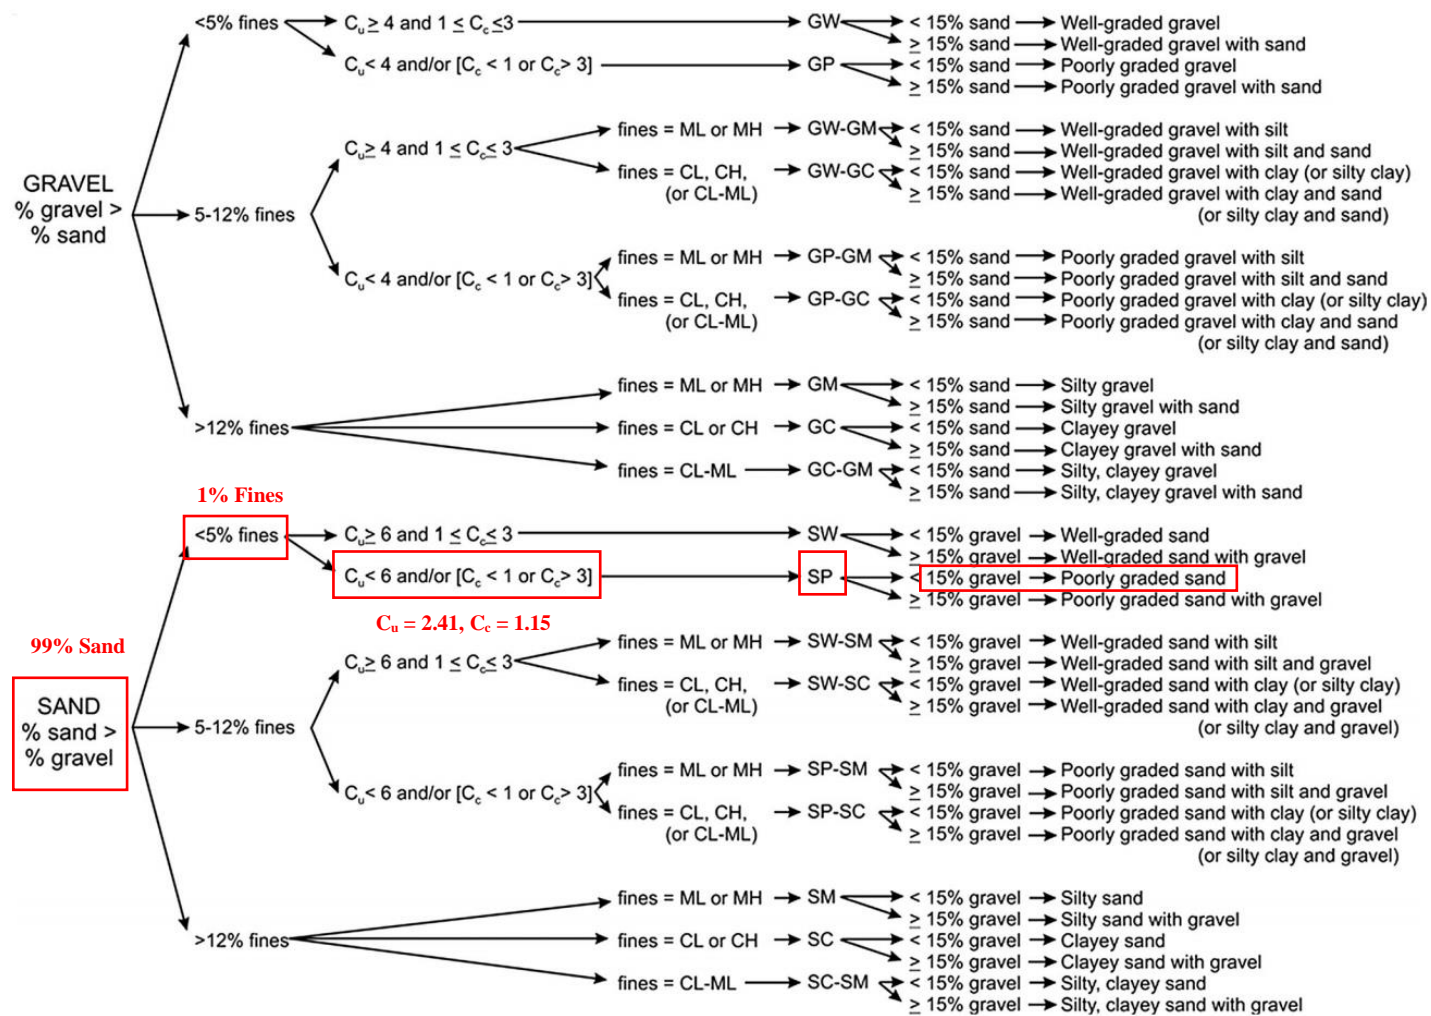 <5% fines Cu ≥ 4 and 1 ≤ Cc ≤3 GW < 15% sand Well-graded gravel
≥ 15% sand Well-graded gravel with sand
Cu < 4 and/or [Cc < 1 or Cc > 3] GP < 15% sand Poorly graded gravel
≥ 15% sand Poorly graded gravel with sand
fines = ML or MH GW-GM < 15% sand Well-graded gravel with silt
Cu ≥ 4 and 1 ≤ Cc ≤ 3 ≥ 15% sand Well-graded gravel with silt and sand
fines = CL, CH, GW-GC < 15% sand Well-graded gravel with clay (or silty clay)
(or CL-ML) ≥ 15% sand Well-graded gravel with clay and sand
(or silty clay and sand)
GRAVEL
% gravel >
% sand
5-12% fines
fines = ML or MH GP-GM < 15% sand Poorly graded gravel with silt
Cu < 4 and/or [Cc < 1 or Cc > 3] ≥ 15% sand Poorly graded gravel with silt and sand
fines = CL, CH, GP-GC < 15% sand Poorly graded gravel with clay (or silty clay)
(or CL-ML) ≥ 15% sand Poorly graded gravel with clay and sand
(or silty clay and sand)
fines = ML or MH GM < 15% sand Silty gravel
≥ 15% sand Silty gravel with sand
>12% fines fines = CL or CH GC < 15% sand Clayey gravel
≥ 15% sand Clayey gravel with sand
fines = CL-ML GC-GM < 15% sand Silty, clayey gravel
≥ 15% sand Silty, clayey gravel with sand
1% Fines
<5% fines Cu ≥ 6 and 1 ≤ Cc ≤ 3 SW < 15% gravel Well-graded sand
≥ 15% gravel Well-graded sand with gravel
Cu < 6 and/or [Cc < 1 or Cc > 3] SP < 15% gravel Poorly graded sand
≥ 15% gravel Poorly graded sand with gravel
Cu = 2.41, Cc = 1.15
99% Sand
fines = ML or MH SW-SM < 15% gravel Well-graded sand with silt
Cu ≥ 6 and 1 ≤ Cc ≤ 3 ≥ 15% gravel Well-graded sand with silt and gravel
fines = CL, CH, SW-SC < 15% gravel Well-graded sand with clay (or silty clay)
(or CL-ML) ≥ 15% gravel Well-graded sand with clay and gravel
(or silty clay and gravel)
SAND
% sand >
% gravel
5-12% fines
fines = ML or MH SP-SM < 15% gravel Poorly graded sand with silt
Cu < 6 and/or [Cc < 1 or Cc > 3] ≥ 15% gravel Poorly graded sand with silt and gravel
fines = CL, CH, SP-SC < 15% gravel Poorly graded sand with clay (or silty clay)
(or CL-ML) ≥ 15% gravel Poorly graded sand with clay and gravel
(or silty clay and gravel)
fines = ML or MH SM < 15% gravel Silty sand
≥ 15% gravel Silty sand with gravel
>12% fines fines = CL or CH SC < 15% gravel Clayey sand
≥ 15% gravel Clayey sand with gravel
fines = CL-ML SC-SM < 15% gravel Silty, clayey sand
≥ 15% gravel Silty, clayey sand with gravel